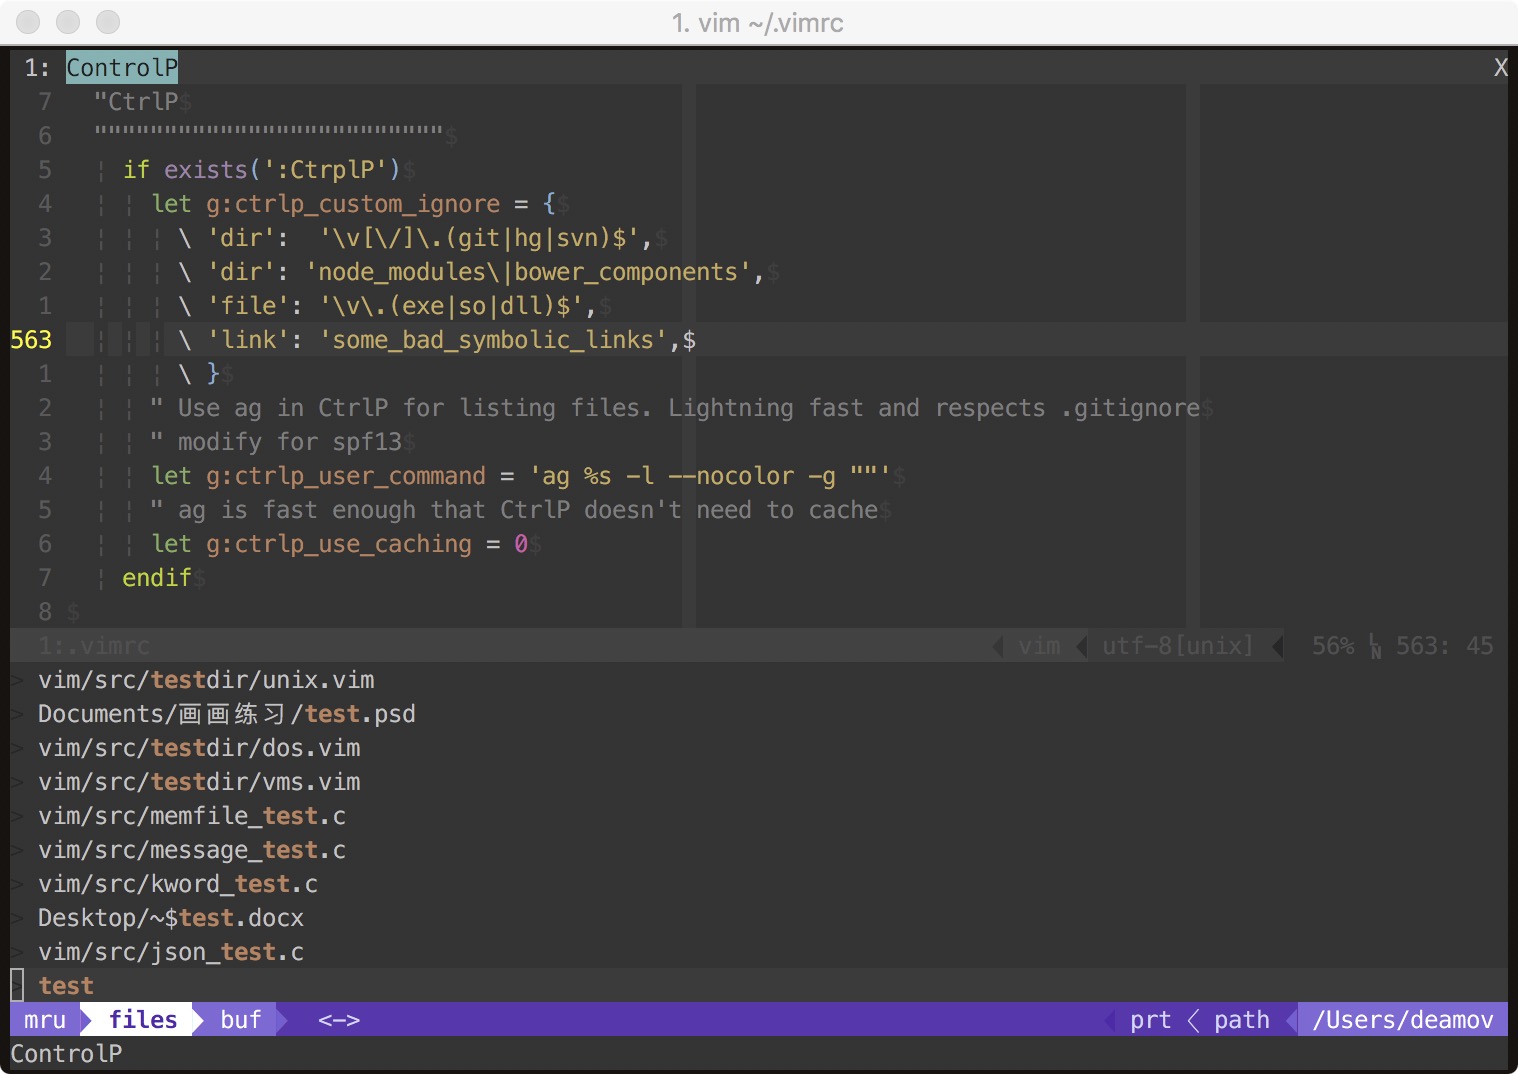 1. vim ~/.vimrc
1: ControlP X
7 "CtrlP$
6 """""""""""""""""""""""""$
5 ¦ if exists(':CtrplP')$
4 ¦ ¦ let g:ctrlp_custom_ignore = {$
3 ¦ ¦ ¦ \ 'dir':  '\v[\/]\.(git|hg|svn)$',$
2 ¦ ¦ ¦ \ 'dir': 'node_modules\|bower_components',$
1 ¦ ¦ ¦ \ 'file': '\v\.(exe|so|dll)$',$
563 ¦ ¦ ¦ \ 'link': 'some_bad_symbolic_links',$
1 ¦ ¦ ¦ \ }$
2 ¦ ¦ " Use ag in CtrlP for listing files. Lightning fast and respects .gitignore$
3 ¦ ¦ " modify for spf13$
4 ¦ ¦ let g:ctrlp_user_command = 'ag %s -l --nocolor -g ""'$
5 ¦ ¦ " ag is fast enough that CtrlP doesn't need to cache$
6 ¦ ¦ let g:ctrlp_use_caching = 0$
7 ¦ endif$
8 $
1:.vimrc vim utf-8[unix] 56% LN 563: 45
> vim/src/testdir/unix.vim
> Documents/画画练习/test.psd
> vim/src/testdir/dos.vim
> vim/src/testdir/vms.vim
> vim/src/memfile_test.c
> vim/src/message_test.c
> vim/src/kword_test.c
> Desktop/~$test.docx
> vim/src/json_test.c
> test
mru files buf <-> prt < path /Users/deamov
ControlP